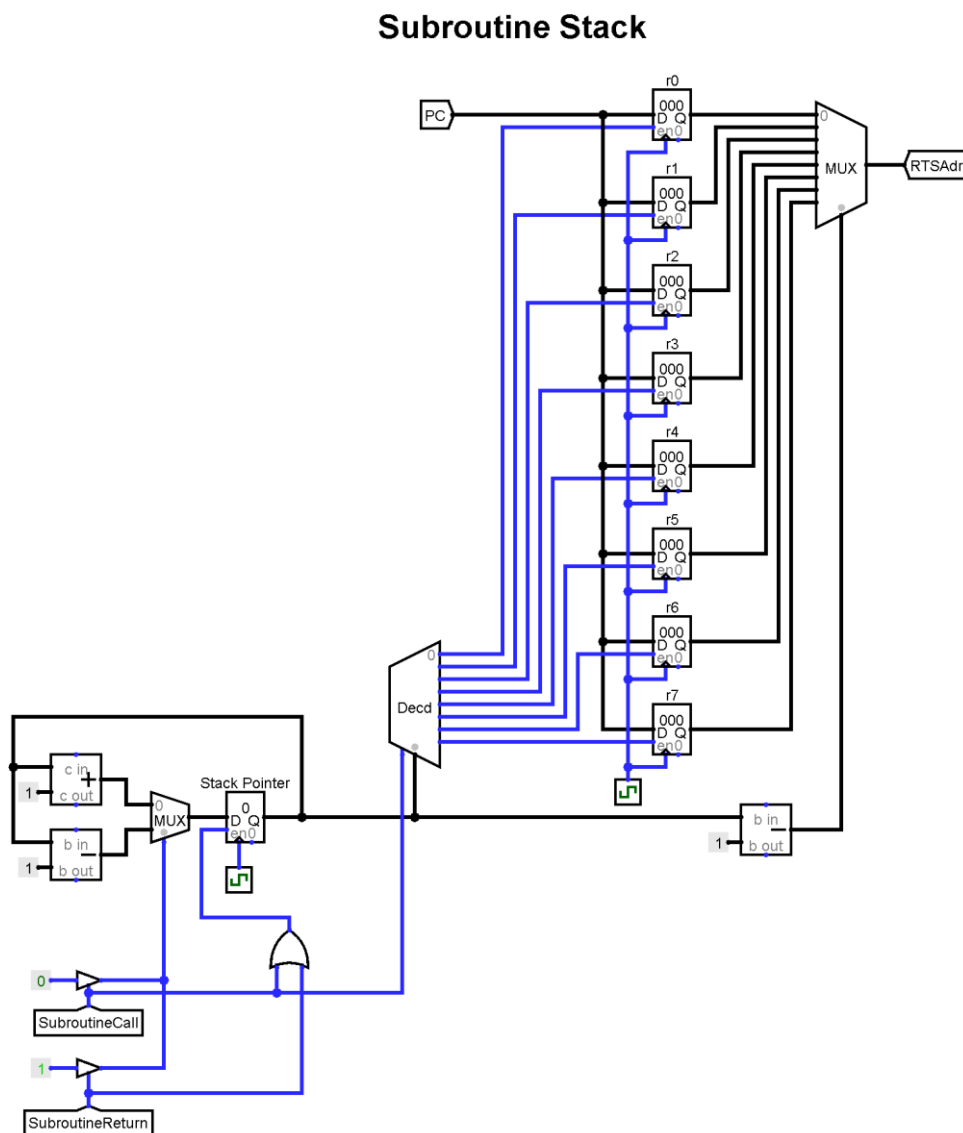 Subroutine Stack
PC
r0
000
D Q
en0
0
MUX
RTSAdr
r1
000
D Q
en0
r2
000
D Q
en0
r3
000
D Q
en0
r4
000
D Q
en0
r5
000
D Q
en0
r6
000
D Q
en0
r7
000
D Q
en0
0
Decd
c in
+
1
c out
b in
1
b out
0
MUX
Stack Pointer
0
D Q
en0
b in
1
b out
0
SubroutineCall
1
SubroutineReturn